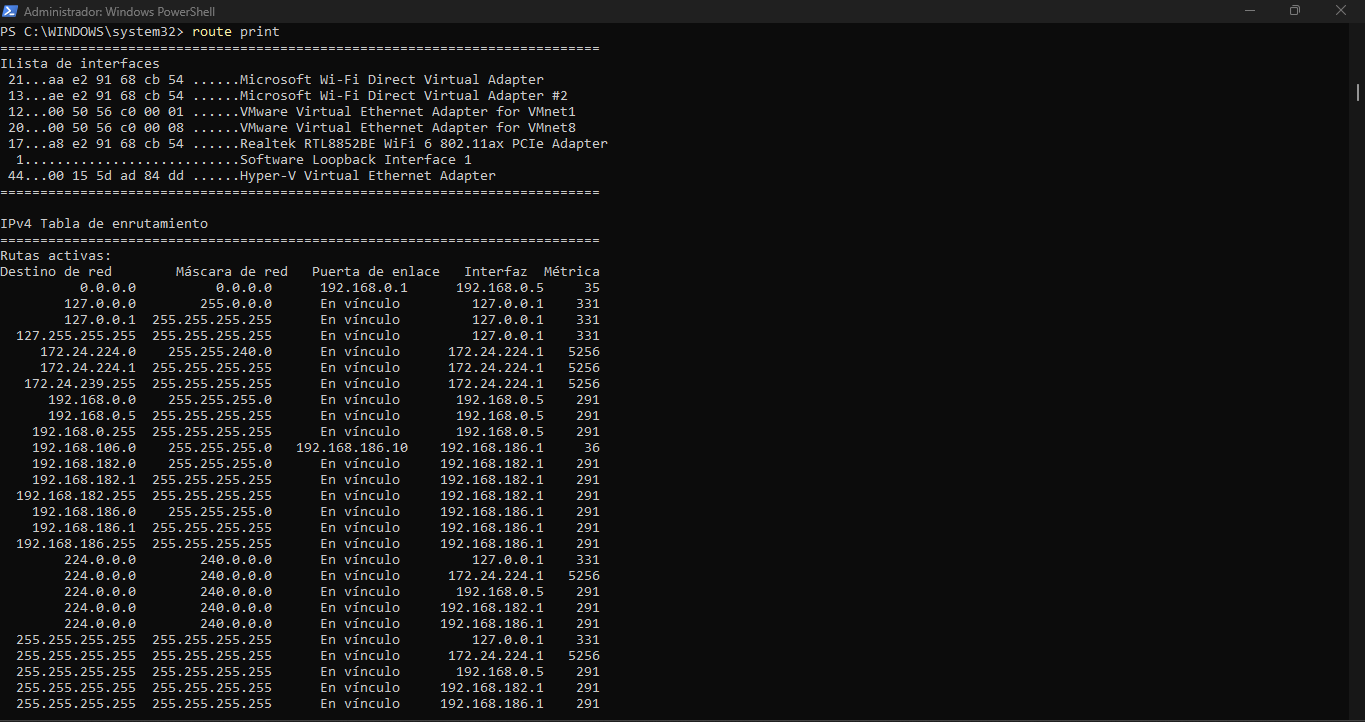 Administrador: Windows PowerShell
PS C:\WINDOWS\system32> route print
===========================================================================
ILista de interfaces
 21...aa e2 91 68 cb 54 ......Microsoft Wi-Fi Direct Virtual Adapter
 13...ae e2 91 68 cb 54 ......Microsoft Wi-Fi Direct Virtual Adapter #2
 12...00 50 56 c0 00 01 ......VMware Virtual Ethernet Adapter for VMnet1
 20...00 50 56 c0 00 08 ......VMware Virtual Ethernet Adapter for VMnet8
 17...a8 e2 91 68 cb 54 ......Realtek RTL8852BE WiFi 6 802.11ax PCIe Adapter
  1...........................Software Loopback Interface 1
 44...00 15 5d ad 84 dd ......Hyper-V Virtual Ethernet Adapter
===========================================================================
IPv4 Tabla de enrutamiento
===========================================================================
Rutas activas:
Destino de red        Máscara de red   Puerta de enlace   Interfaz  Métrica
          0.0.0.0          0.0.0.0      192.168.0.1      192.168.0.5     35
        127.0.0.0        255.0.0.0      En vínculo         127.0.0.1    331
        127.0.0.1  255.255.255.255      En vínculo         127.0.0.1    331
  127.255.255.255  255.255.255.255      En vínculo         127.0.0.1    331
     172.24.224.0    255.255.240.0      En vínculo      172.24.224.1   5256
     172.24.224.1  255.255.255.255      En vínculo      172.24.224.1   5256
   172.24.239.255  255.255.255.255      En vínculo      172.24.224.1   5256
      192.168.0.0    255.255.255.0      En vínculo       192.168.0.5    291
      192.168.0.5  255.255.255.255      En vínculo       192.168.0.5    291
    192.168.0.255  255.255.255.255      En vínculo       192.168.0.5    291
    192.168.106.0    255.255.255.0   192.168.186.10    192.168.186.1     36
    192.168.182.0    255.255.255.0      En vínculo     192.168.182.1    291
    192.168.182.1  255.255.255.255      En vínculo     192.168.182.1    291
  192.168.182.255  255.255.255.255      En vínculo     192.168.182.1    291
    192.168.186.0    255.255.255.0      En vínculo     192.168.186.1    291
    192.168.186.1  255.255.255.255      En vínculo     192.168.186.1    291
  192.168.186.255  255.255.255.255      En vínculo     192.168.186.1    291
        224.0.0.0        240.0.0.0      En vínculo         127.0.0.1    331
        224.0.0.0        240.0.0.0      En vínculo      172.24.224.1   5256
        224.0.0.0        240.0.0.0      En vínculo       192.168.0.5    291
        224.0.0.0        240.0.0.0      En vínculo     192.168.182.1    291
        224.0.0.0        240.0.0.0      En vínculo     192.168.186.1    291
  255.255.255.255  255.255.255.255      En vínculo         127.0.0.1    331
  255.255.255.255  255.255.255.255      En vínculo      172.24.224.1   5256
  255.255.255.255  255.255.255.255      En vínculo       192.168.0.5    291
  255.255.255.255  255.255.255.255      En vínculo     192.168.182.1    291
  255.255.255.255  255.255.255.255      En vínculo     192.168.186.1    291